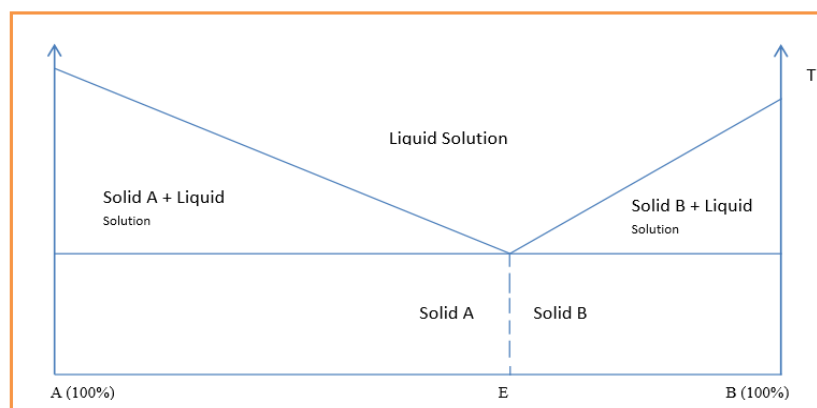 T
Liquid Solution
Solid A + Liquid
Solution
Solid B + Liquid
Solution
Solid A
Solid B
A (100%)
E
B (100%)